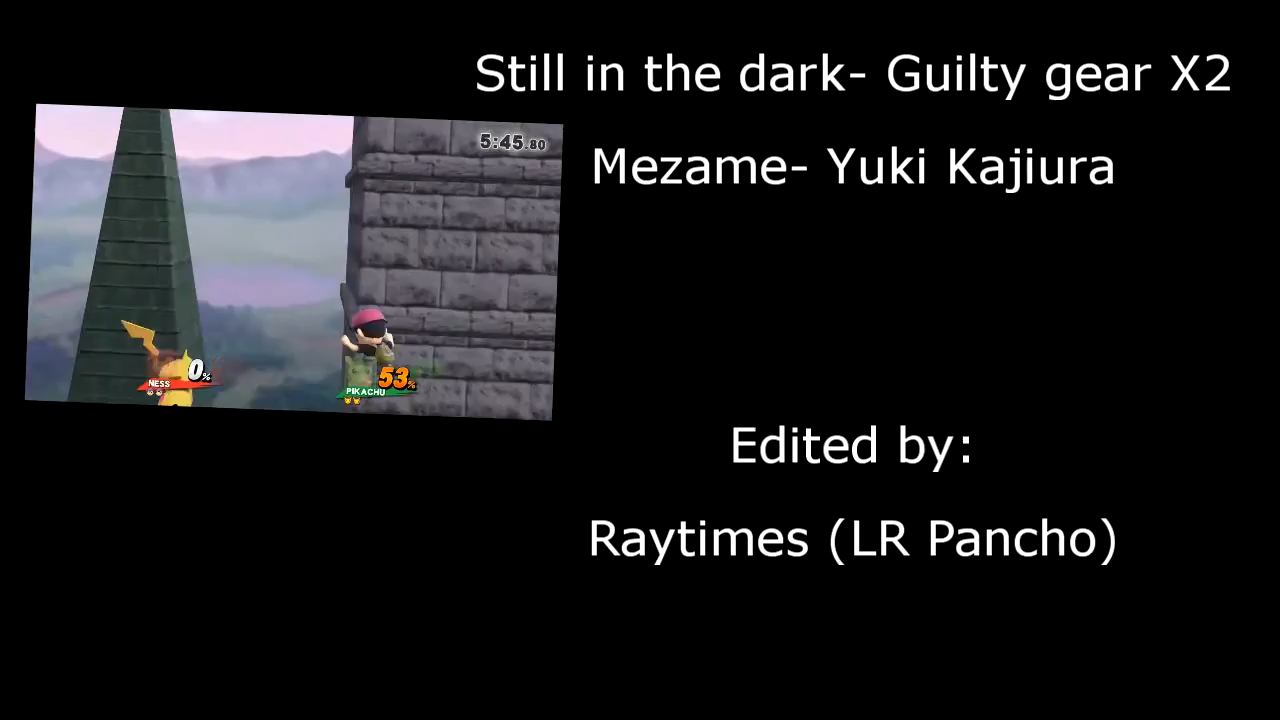 Still in the dark- Guilty gear X2
Mezame- Yuki Kajiura
5:45.80
0%
NESS
53%
PIKACHU
Edited by:
Raytimes (LR Pancho)